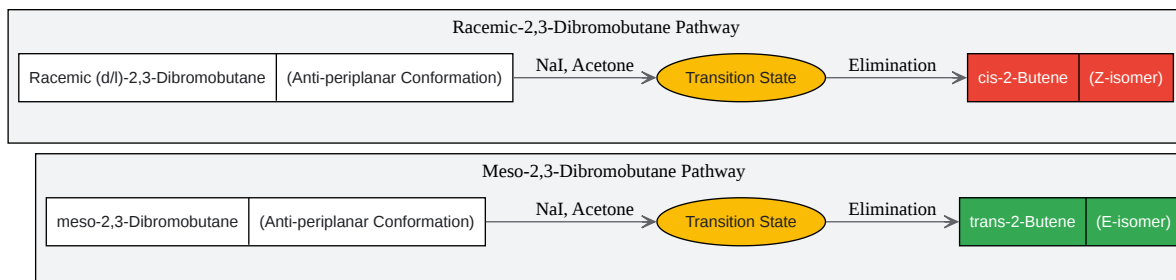 Racemic-2,3-Dibromobutane Pathway
Racemic (d/l)-2,3-Dibromobutane (Anti-periplanar Conformation) NaI, Acetone Transition State Elimination cis-2-Butene (Z-isomer)
Meso-2,3-Dibromobutane Pathway
meso-2,3-Dibromobutane (Anti-periplanar Conformation) NaI, Acetone Transition State Elimination trans-2-Butene (E-isomer)